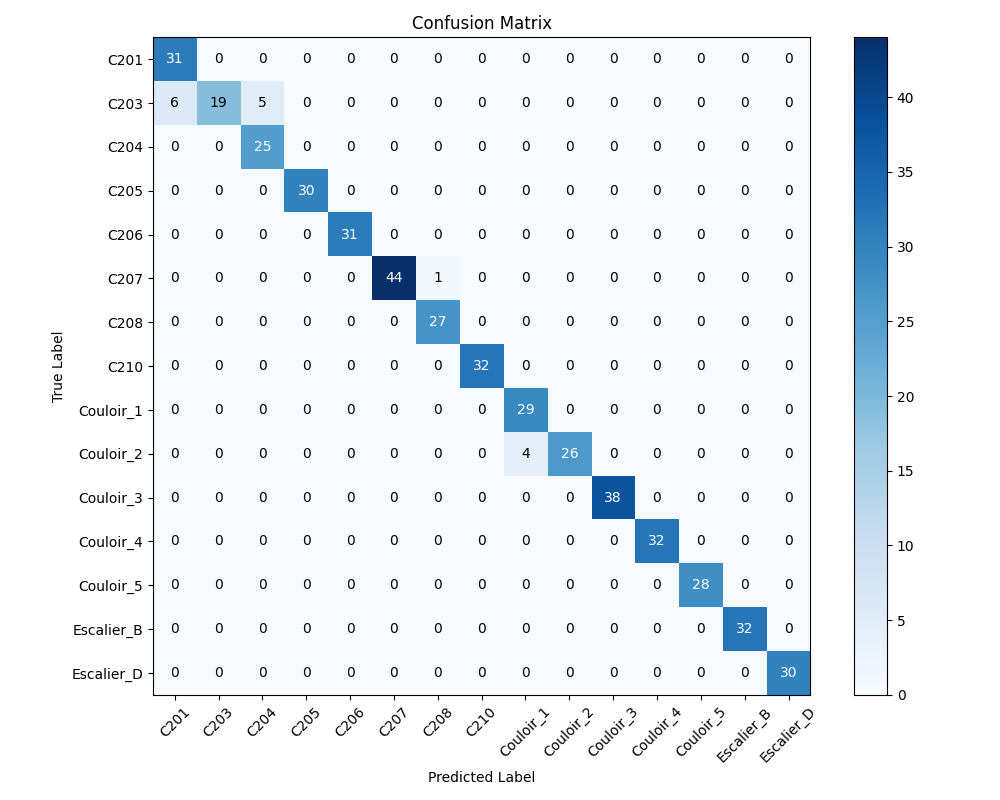 Confusion Matrix
True Label
C201 31 0 0 0 0 0 0 0 0 0 0 0 0 0 0
C203 6 19 5 0 0 0 0 0 0 0 0 0 0 0 0
C204 0 0 25 0 0 0 0 0 0 0 0 0 0 0 0
C205 0 0 0 30 0 0 0 0 0 0 0 0 0 0 0
C206 0 0 0 0 31 0 0 0 0 0 0 0 0 0 0
C207 0 0 0 0 0 44 1 0 0 0 0 0 0 0 0
C208 0 0 0 0 0 0 27 0 0 0 0 0 0 0 0
C210 0 0 0 0 0 0 0 32 0 0 0 0 0 0 0
Couloir_1 0 0 0 0 0 0 0 0 29 0 0 0 0 0 0
Couloir_2 0 0 0 0 0 0 0 0 4 26 0 0 0 0 0
Couloir_3 0 0 0 0 0 0 0 0 0 0 38 0 0 0 0
Couloir_4 0 0 0 0 0 0 0 0 0 0 0 32 0 0 0
Couloir_5 0 0 0 0 0 0 0 0 0 0 0 0 28 0 0
Escalier_B 0 0 0 0 0 0 0 0 0 0 0 0 0 32 0
Escalier_D 0 0 0 0 0 0 0 0 0 0 0 0 0 0 30
C201 C203 C204 C205 C206 C207 C208 C210 Couloir_1 Couloir_2 Couloir_3 Couloir_4 Couloir_5 Escalier_B Escalier_D
Predicted Label
40
35
30
25
20
15
10
5
0